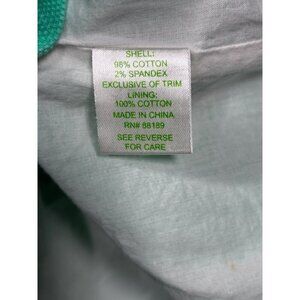 SHELL:
98% COTTON
2% SPANDEX
EXCLUSIVE OF TRIM
LINING:
100% COTTON
MADE IN CHINA
RN# 88189
SEE REVERSE
FOR CARE